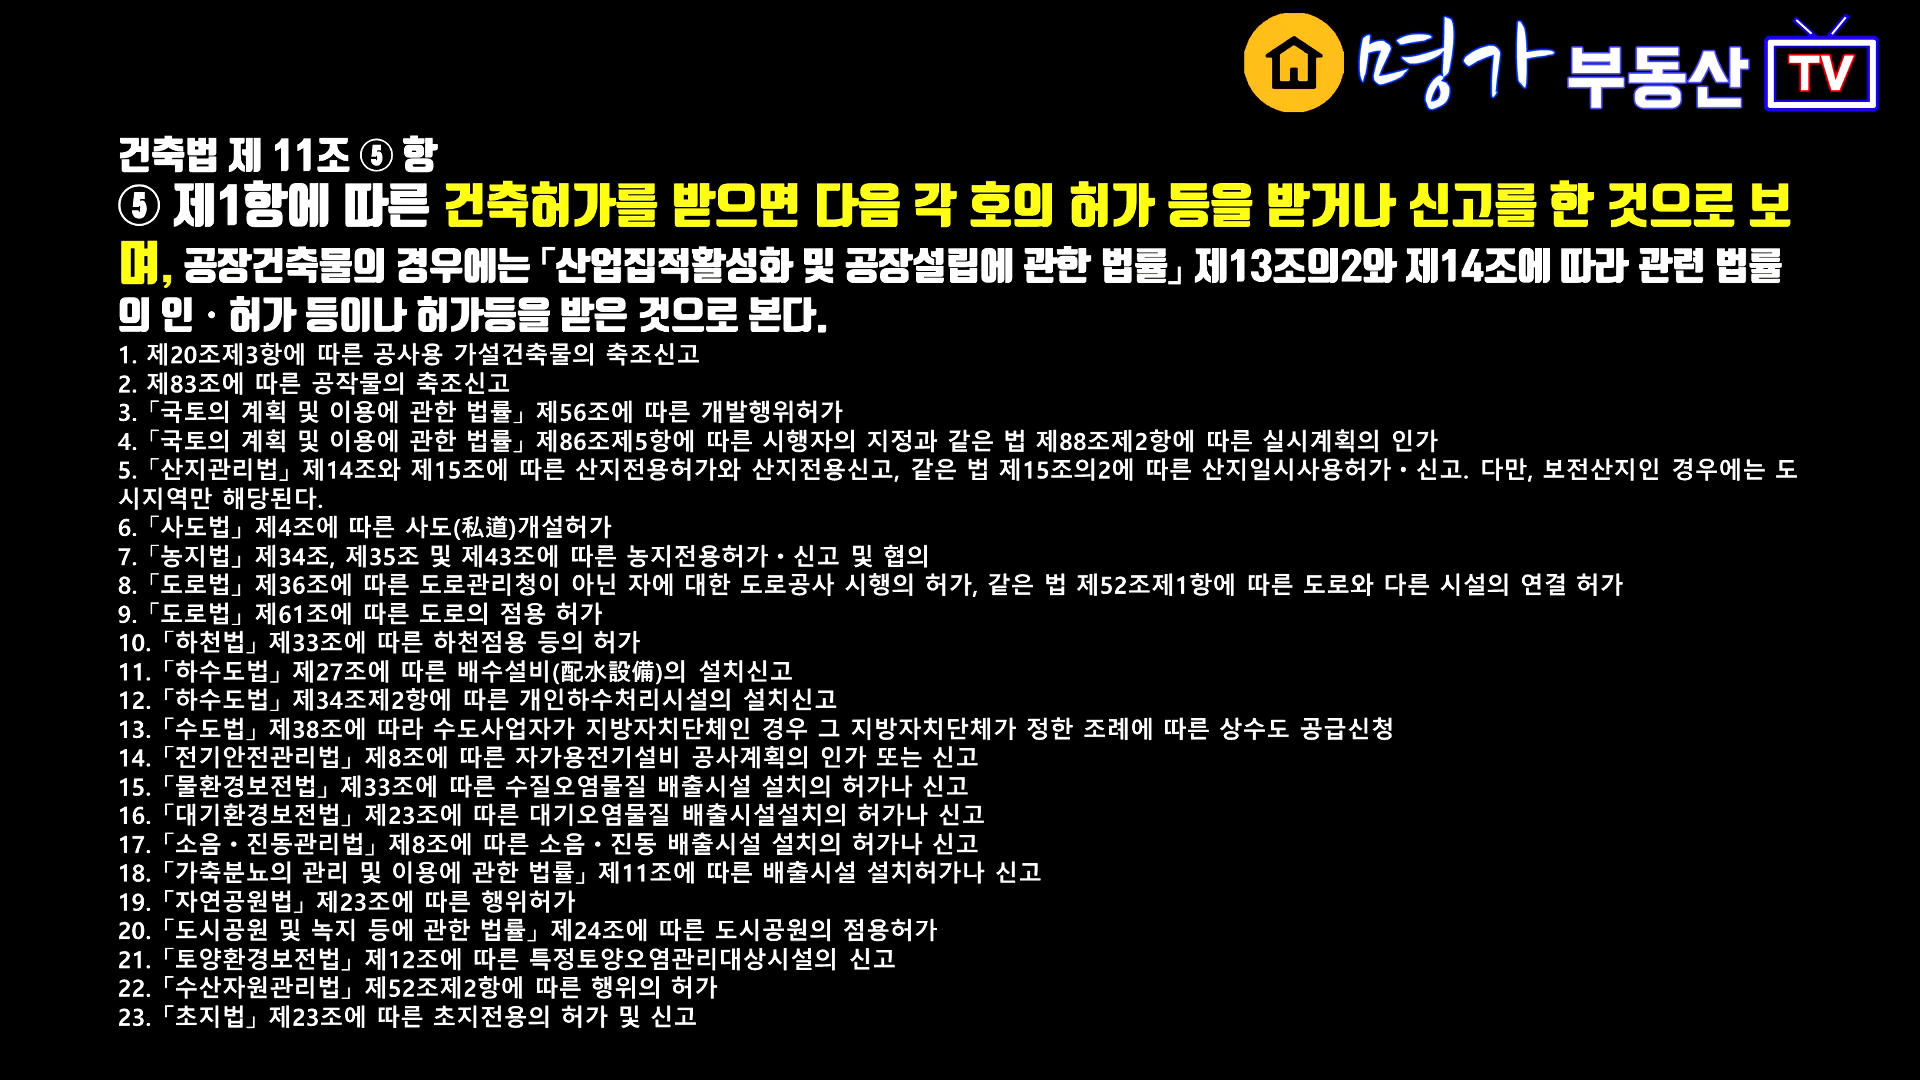 명가 부동산 TV
건축법 제 11조 ⑤ 항
⑤ 제1항에 따른 건축허가를 받으면 다음 각 호의 허가 등을 받거나 신고를 한 것으로 보
며, 공장건축물의 경우에는 ｢산업집적활성화 및 공장설립에 관한 법률｣ 제13조의2와 제14조에 따라 관련 법률
의 인ㆍ허가 등이나 허가등을 받은 것으로 본다.
1. 제20조제3항에 따른 공사용 가설건축물의 축조신고
2. 제83조에 따른 공작물의 축조신고
3. ｢국토의 계획 및 이용에 관한 법률｣ 제56조에 따른 개발행위허가
4. ｢국토의 계획 및 이용에 관한 법률｣ 제86조제5항에 따른 시행자의 지정과 같은 법 제88조제2항에 따른 실시계획의 인가
5. ｢산지관리법｣ 제14조와 제15조에 따른 산지전용허가와 산지전용신고, 같은 법 제15조의2에 따른 산지일시사용허가ㆍ신고. 다만, 보전산지인 경우에는 도
시지역만 해당된다.
6. ｢사도법｣ 제4조에 따른 사도(私道)개설허가
7. ｢농지법｣ 제34조, 제35조 및 제43조에 따른 농지전용허가ㆍ신고 및 협의
8. ｢도로법｣ 제36조에 따른 도로관리청이 아닌 자에 대한 도로공사 시행의 허가, 같은 법 제52조제1항에 따른 도로와 다른 시설의 연결 허가
9. ｢도로법｣ 제61조에 따른 도로의 점용 허가
10. ｢하천법｣ 제33조에 따른 하천점용 등의 허가
11. ｢하수도법｣ 제27조에 따른 배수설비(配水設備)의 설치신고
12. ｢하수도법｣ 제34조제2항에 따른 개인하수처리시설의 설치신고
13. ｢수도법｣ 제38조에 따라 수도사업자가 지방자치단체인 경우 그 지방자치단체가 정한 조례에 따른 상수도 공급신청
14. ｢전기안전관리법｣ 제8조에 따른 자가용전기설비 공사계획의 인가 또는 신고
15. ｢물환경보전법｣ 제33조에 따른 수질오염물질 배출시설 설치의 허가나 신고
16. ｢대기환경보전법｣ 제23조에 따른 대기오염물질 배출시설설치의 허가나 신고
17. ｢소음ㆍ진동관리법｣ 제8조에 따른 소음ㆍ진동 배출시설 설치의 허가나 신고
18. ｢가축분뇨의 관리 및 이용에 관한 법률｣ 제11조에 따른 배출시설 설치허가나 신고
19. ｢자연공원법｣ 제23조에 따른 행위허가
20. ｢도시공원 및 녹지 등에 관한 법률｣ 제24조에 따른 도시공원의 점용허가
21. ｢토양환경보전법｣ 제12조에 따른 특정토양오염관리대상시설의 신고
22. ｢수산자원관리법｣ 제52조제2항에 따른 행위의 허가
23. ｢초지법｣ 제23조에 따른 초지전용의 허가 및 신고